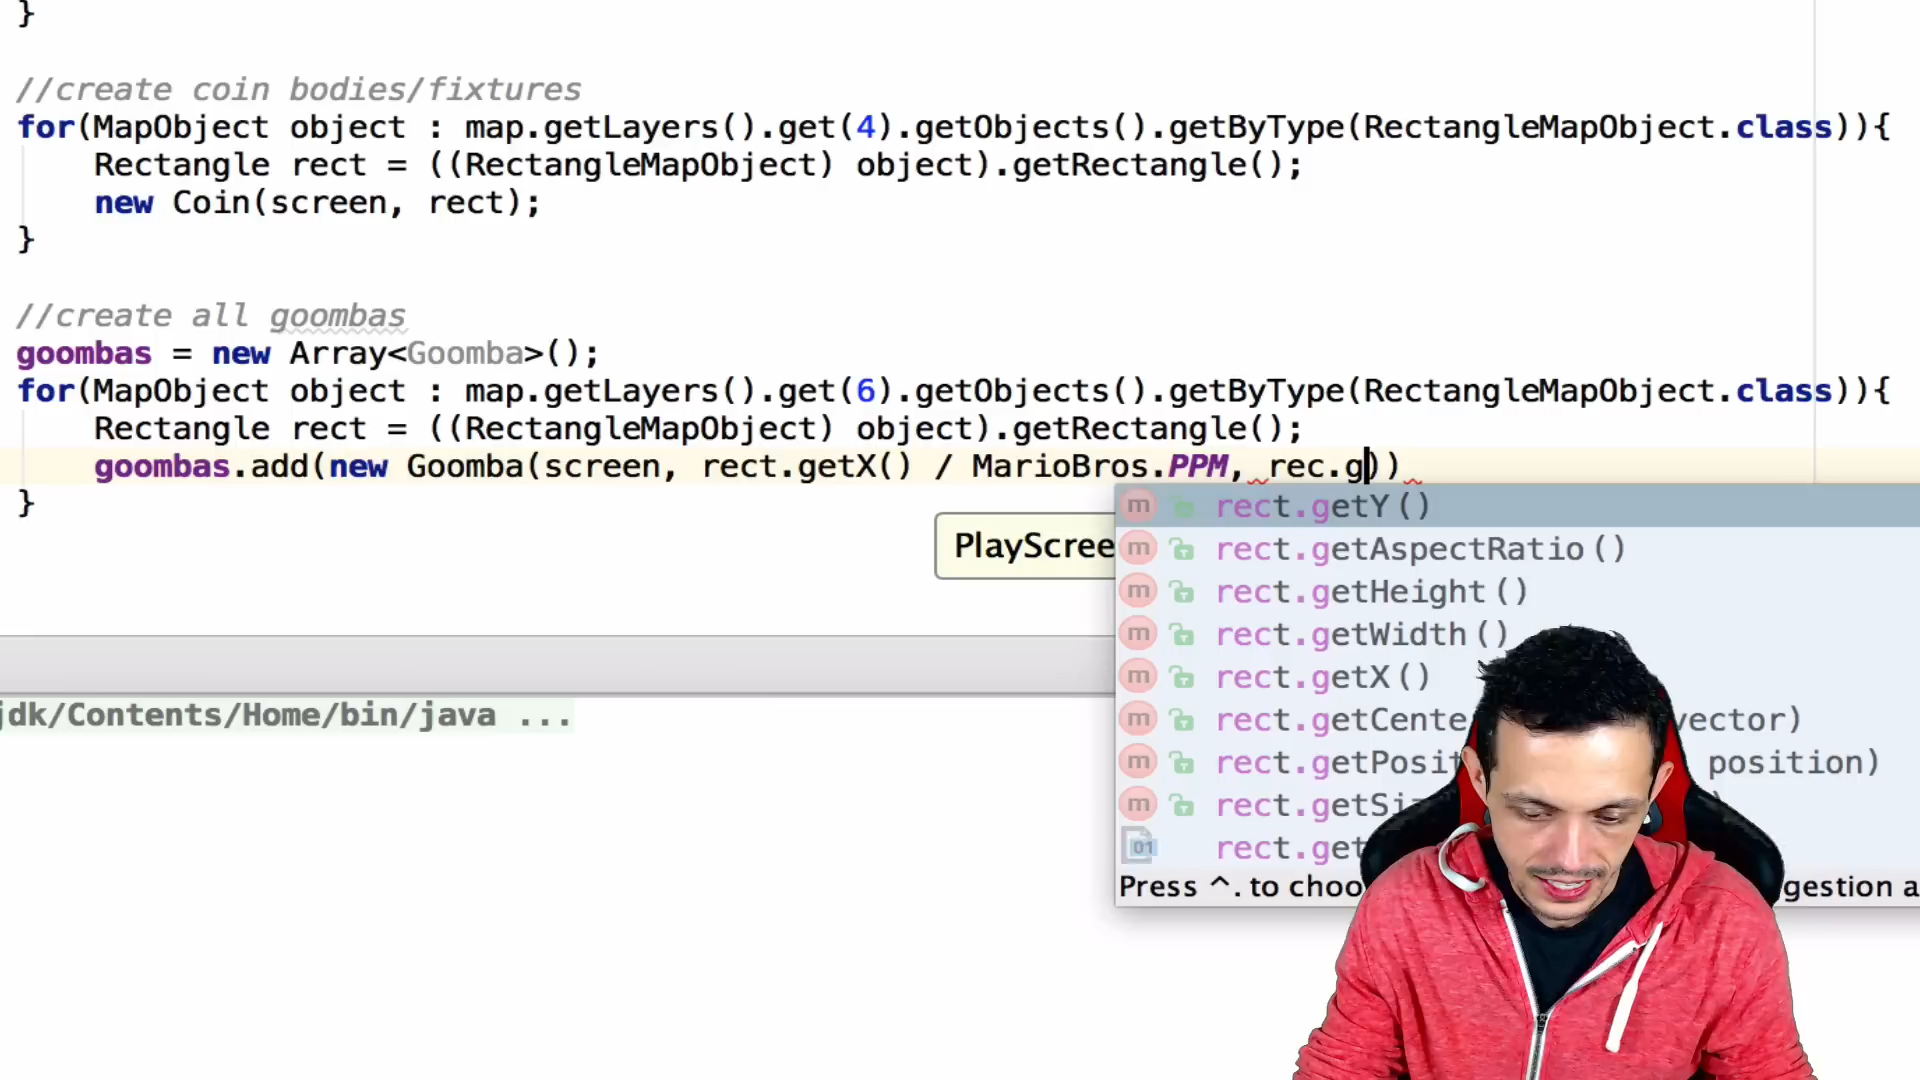 }
//create coin bodies/fixtures
for(MapObject object : map.getLayers().get(4).getObjects().getByType(RectangleMapObject.class)){
Rectangle rect = ((RectangleMapObject) object).getRectangle();
new Coin(screen, rect);
}
//create all goombas
goombas = new Array<Goomba>();
for(MapObject object : map.getLayers().get(6).getObjects().getByType(RectangleMapObject.class)){
Rectangle rect = ((RectangleMapObject) object).getRectangle();
goombas.add(new Goomba(screen, rect.getX() / MarioBros.PPM, rec.g))
}
PlayScree
m rect.getY()
m rect.getAspectRatio()
m rect.getHeight()
m rect.getWidth()
m rect.getX()
m rect.getCente vector)
m rect.getPosit position)
m rect.getSi )
01 rect.get
Press ^. to choo gestion a
jdk/Contents/Home/bin/java ...